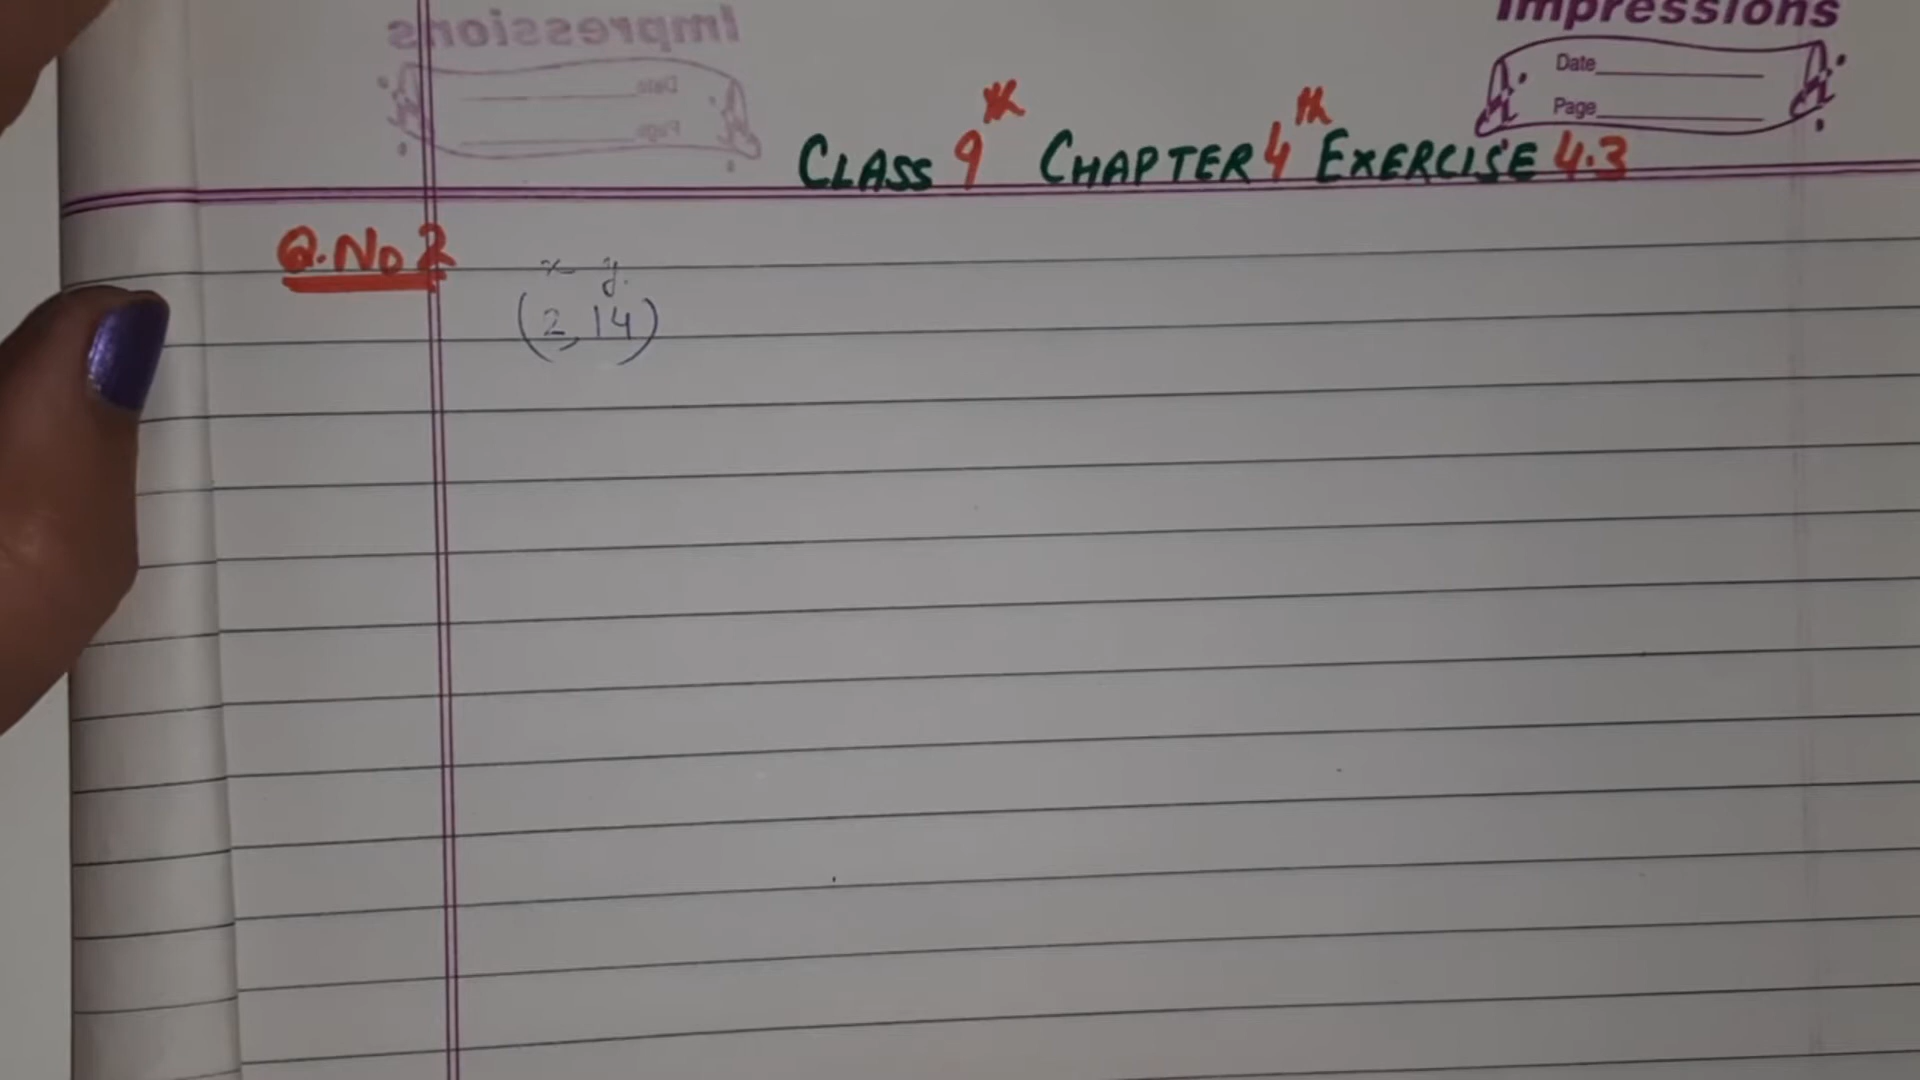 Impressions
Date
Page
CLASS 9th CHAPTER 4th EXERCISE 4.3
Q.No 2
x y
(2, 14)